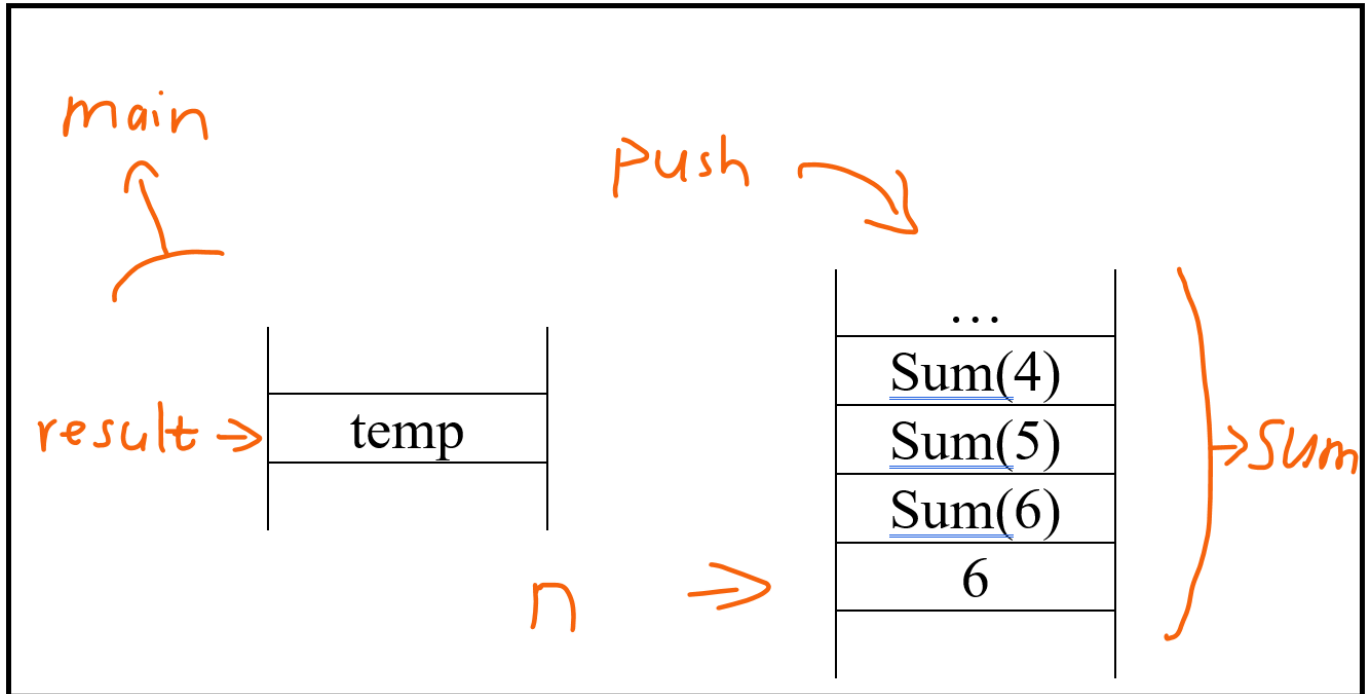 main
push
...
Sum(4)
result → temp
Sum(5)
→ Sum
Sum(6)
n →
6